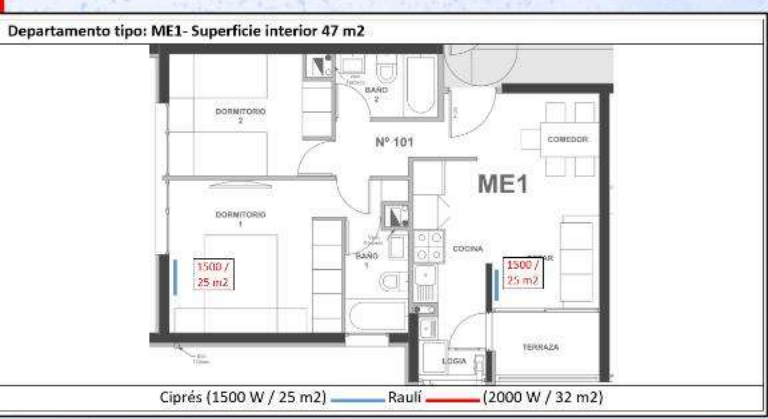 Departamento tipo: ME1- Superficie interior 47 m2
BAÑO
2
DORMITORIO
2
Nº 101
COMEDOR
ME1
DORMITORIO
1
BAÑO
1
COCINA
1500 /
25 m2
1500 /
25 m2
TERRAZA
LOGIA
Ciprés (1500 W / 25 m2) Raulí (2000 W / 32 m2)